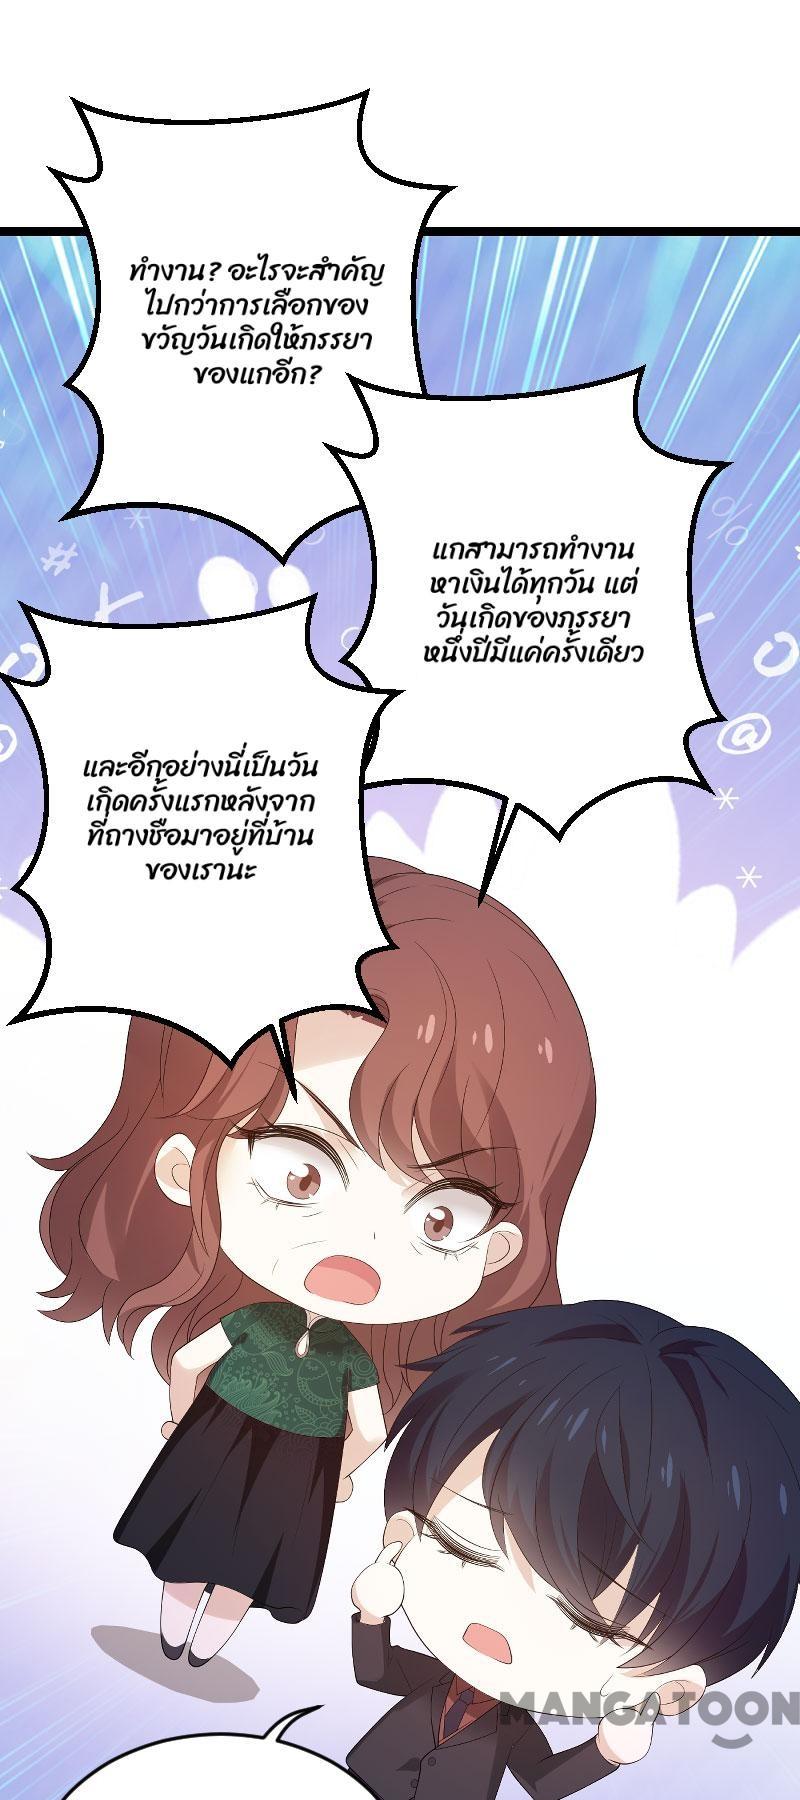 ทำงาน? อะไรจะสำคัญ
ไปกว่าการเลือกของ
ขวัญวันเกิดให้ภรรยา
ของแกอีก?
แกสามารถทำงาน
หาเงินได้ทุกวัน แต่
วันเกิดของภรรยา
หนึ่งปีมีแค่ครั้งเดียว
และอีกอย่างนี่เป็นวัน
เกิดครั้งแรกหลังจาก
ที่ถางชือมาอยู่ที่บ้าน
ของเรานะ
MANGATOON